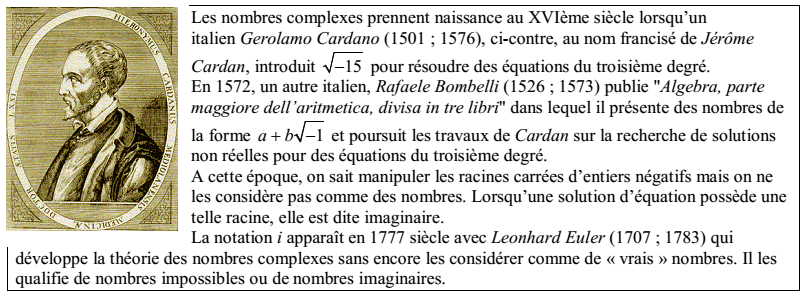 HIERONYMUS CARDANUS MEDIOLANENSIS MEDICINÆ DOCTOR
Les nombres complexes prennent naissance au XVIème siècle lorsqu'un
italien Gerolamo Cardano (1501 ; 1576), ci-contre, au nom francisé de Jérôme
Cardan, introduit √−15 pour résoudre des équations du troisième degré.
En 1572, un autre italien, Rafaele Bombelli (1526 ; 1573) publie "Algebra, parte
maggiore dell'aritmetica, divisa in tre libri" dans lequel il présente des nombres de
la forme a + b√−1 et poursuit les travaux de Cardan sur la recherche de solutions
non réelles pour des équations du troisième degré.
A cette époque, on sait manipuler les racines carrées d'entiers négatifs mais on ne
les considère pas comme des nombres. Lorsqu'une solution d'équation possède une
telle racine, elle est dite imaginaire.
La notation i apparaît en 1777 siècle avec Leonhard Euler (1707 ; 1783) qui
développe la théorie des nombres complexes sans encore les considérer comme de « vrais » nombres. Il les
qualifie de nombres impossibles ou de nombres imaginaires.